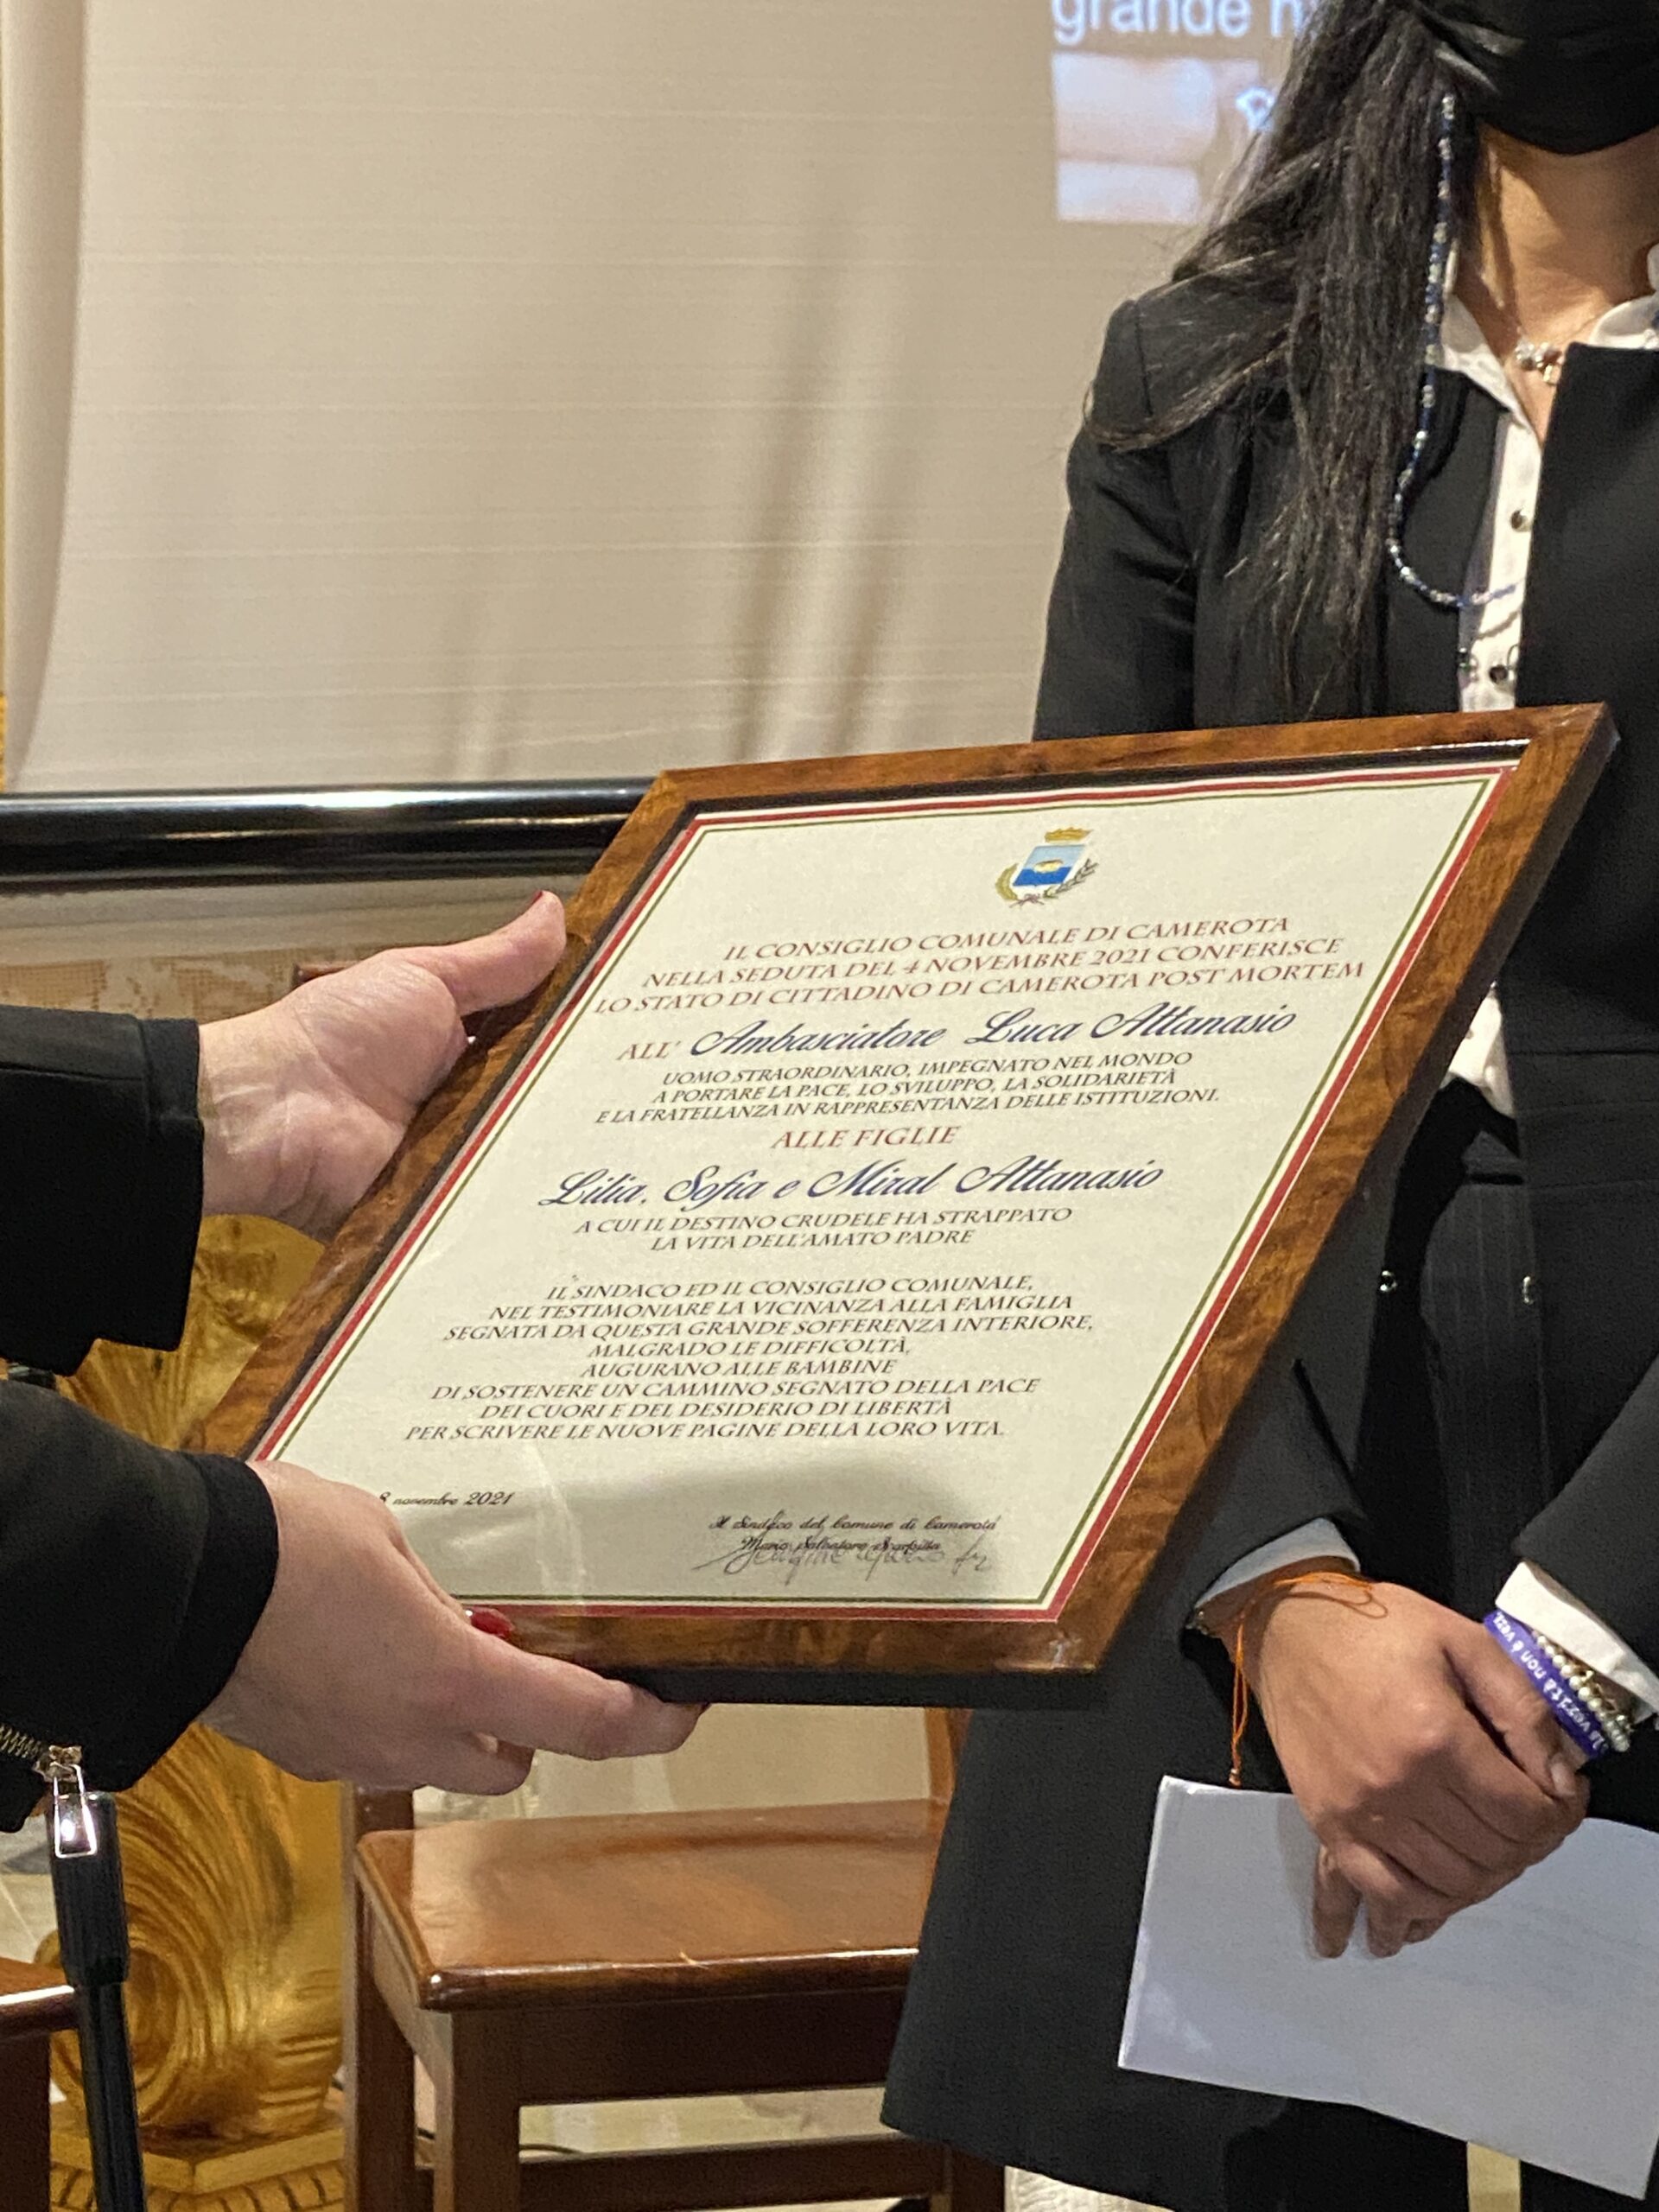 grande
IL CONSIGLIO COMUNALE DI CAMEROTA
NELLA SEDUTA DEL 4 NOVEMBRE 2021 CONFERISCE
LO STATO DI CITTADINO DI CAMEROTA POST MORTEM
ALL' Ambasciatore Luca Attanasio
UOMO STRAORDINARIO, IMPEGNATO NEL MONDO
A PORTARE LA PACE, LO SVILUPPO, LA SOLIDARIETÀ
E LA FRATELLANZA IN RAPPRESENTANZA DELLE ISTITUZIONI.
ALLE FIGLIE
Lilia, Sofia e Miral Attanasio
A CUI IL DESTINO CRUDELE HA STRAPPATO
LA VITA DELL'AMATO PADRE
IL SINDACO ED IL CONSIGLIO COMUNALE,
NEL TESTIMONIARE LA VICINANZA ALLA FAMIGLIA
SEGNATA DA QUESTA GRANDE SOFFERENZA INTERIORE,
MALGRADO LE DIFFICOLTÀ,
AUGURANO ALLE BAMBINE
DI SOSTENERE UN CAMMINO SEGNATO DELLA PACE
DEI CUORI E DEL DESIDERIO DI LIBERTÀ
PER SCRIVERE LE NUOVE PAGINE DELLA LORO VITA.
8 novembre 2021
Il Sindaco del Comune di Camerota
Mario Salvatore Scarpitta
la verità non è